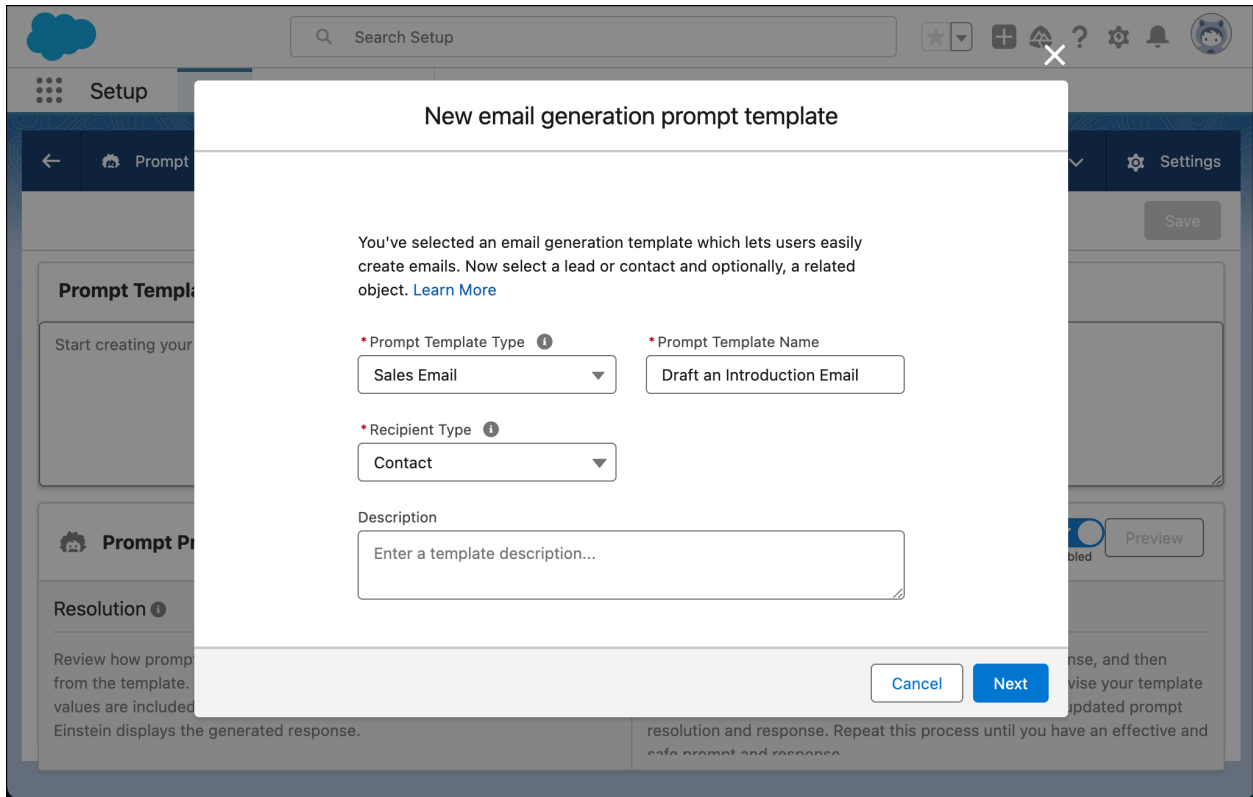 Search Setup
Setup
New email generation prompt template
Prompt
Settings
Save
You've selected an email generation template which lets users easily
create emails. Now select a lead or contact and optionally, a related
object. Learn More
Prompt Templa
Start creating your
* Prompt Template Type
* Prompt Template Name
Sales Email
Draft an Introduction Email
* Recipient Type
Contact
Description
Enter a template description...
Prompt Pr
bled
Preview
Resolution
Review how promp
from the template.
values are included
Einstein displays the generated response.
Cancel
Next
nse, and then
vise your template
updated prompt
resolution and response. Repeat this process until you have an effective and
safe prompt and response.